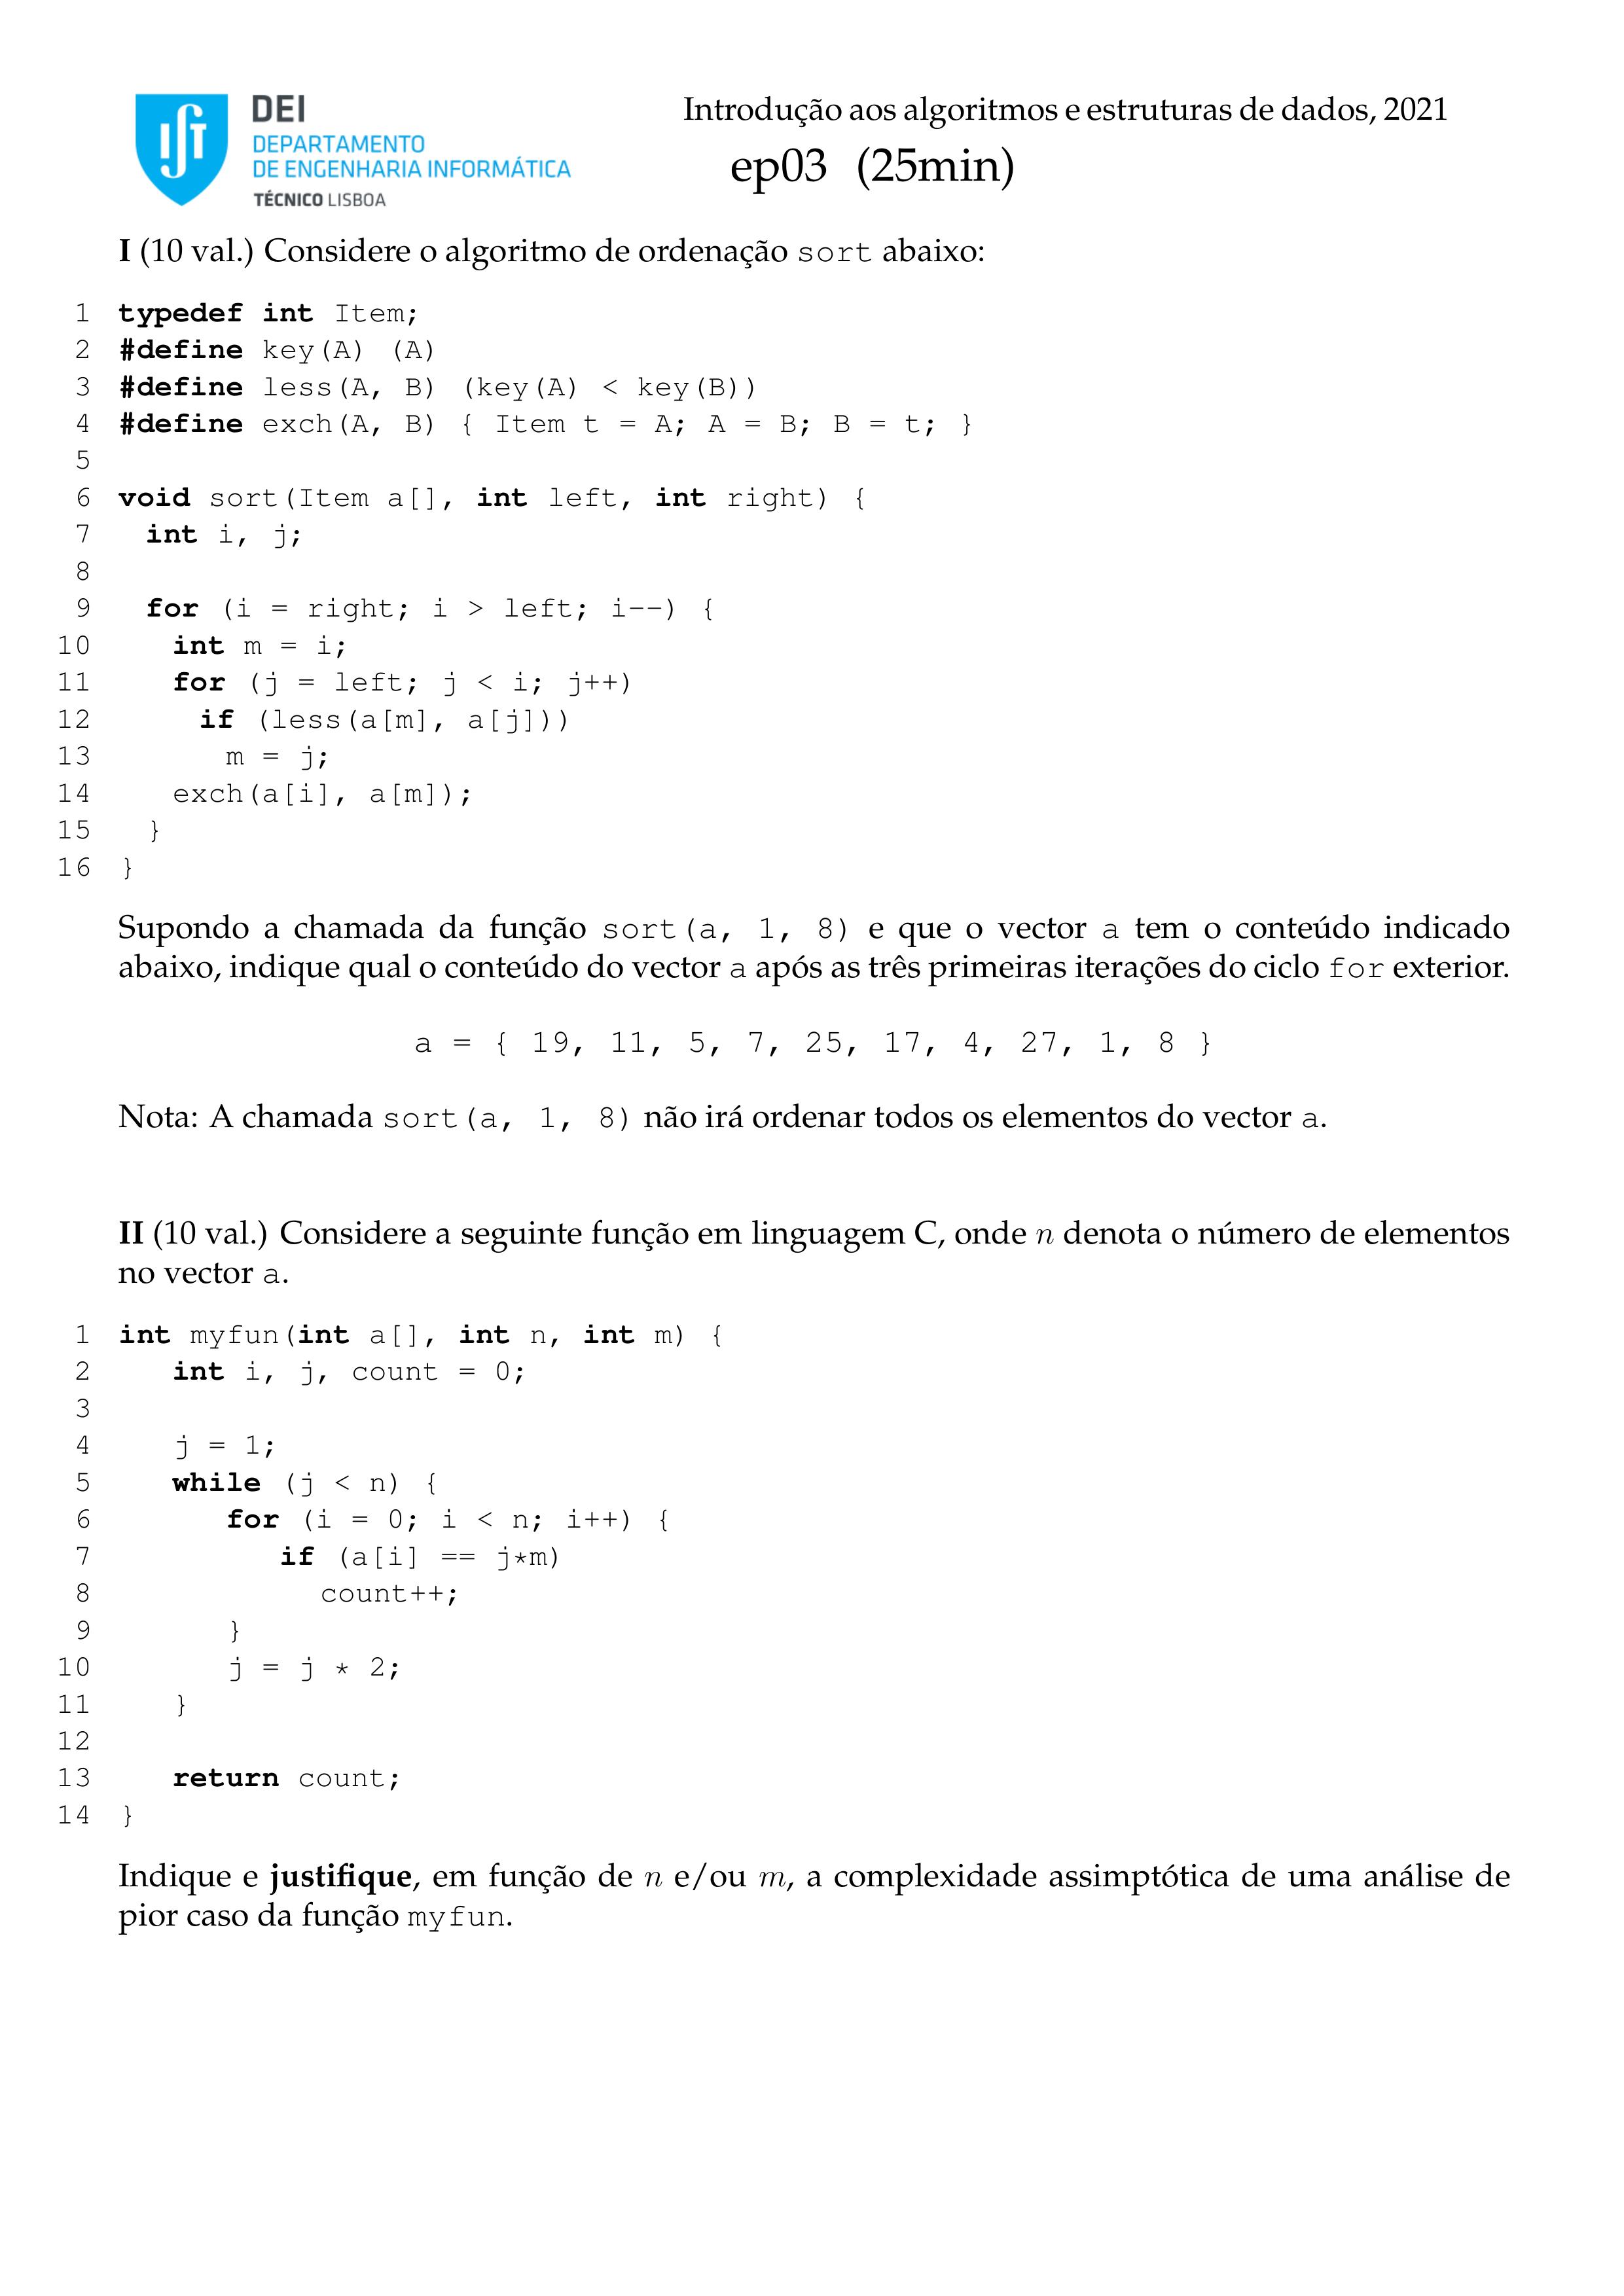 DEI
DEPARTAMENTO
DE ENGENHARIA INFORMÁTICA
TÉCNICO LISBOA
Introdução aos algoritmos e estruturas de dados, 2021
ep03 (25min)
I (10 val.) Considere o algoritmo de ordenação sort abaixo:
1 typedef int Item;
2 #define key(A) (A)
3 #define less(A, B) (key(A) < key(B))
4 #define exch(A, B) { Item t = A; A = B; B = t; }
5
6 void sort(Item a[], int left, int right) {
7   int i, j;
8
9   for (i = right; i > left; i--) {
10     int m = i;
11     for (j = left; j < i; j++)
12       if (less(a[m], a[j]))
13         m = j;
14     exch(a[i], a[m]);
15   }
16 }
Supondo a chamada da função sort(a, 1, 8) e que o vector a tem o conteúdo indicado
abaixo, indique qual o conteúdo do vector a após as três primeiras iterações do ciclo for exterior.
a = { 19, 11, 5, 7, 25, 17, 4, 27, 1, 8 }
Nota: A chamada sort(a, 1, 8) não irá ordenar todos os elementos do vector a.
II (10 val.) Considere a seguinte função em linguagem C, onde n denota o número de elementos
no vector a.
1 int myfun(int a[], int n, int m) {
2    int i, j, count = 0;
3
4    j = 1;
5    while (j < n) {
6       for (i = 0; i < n; i++) {
7          if (a[i] == j*m)
8             count++;
9       }
10       j = j * 2;
11    }
12
13    return count;
14 }
Indique e justifique, em função de n e/ou m, a complexidade assimptótica de uma análise de
pior caso da função myfun.